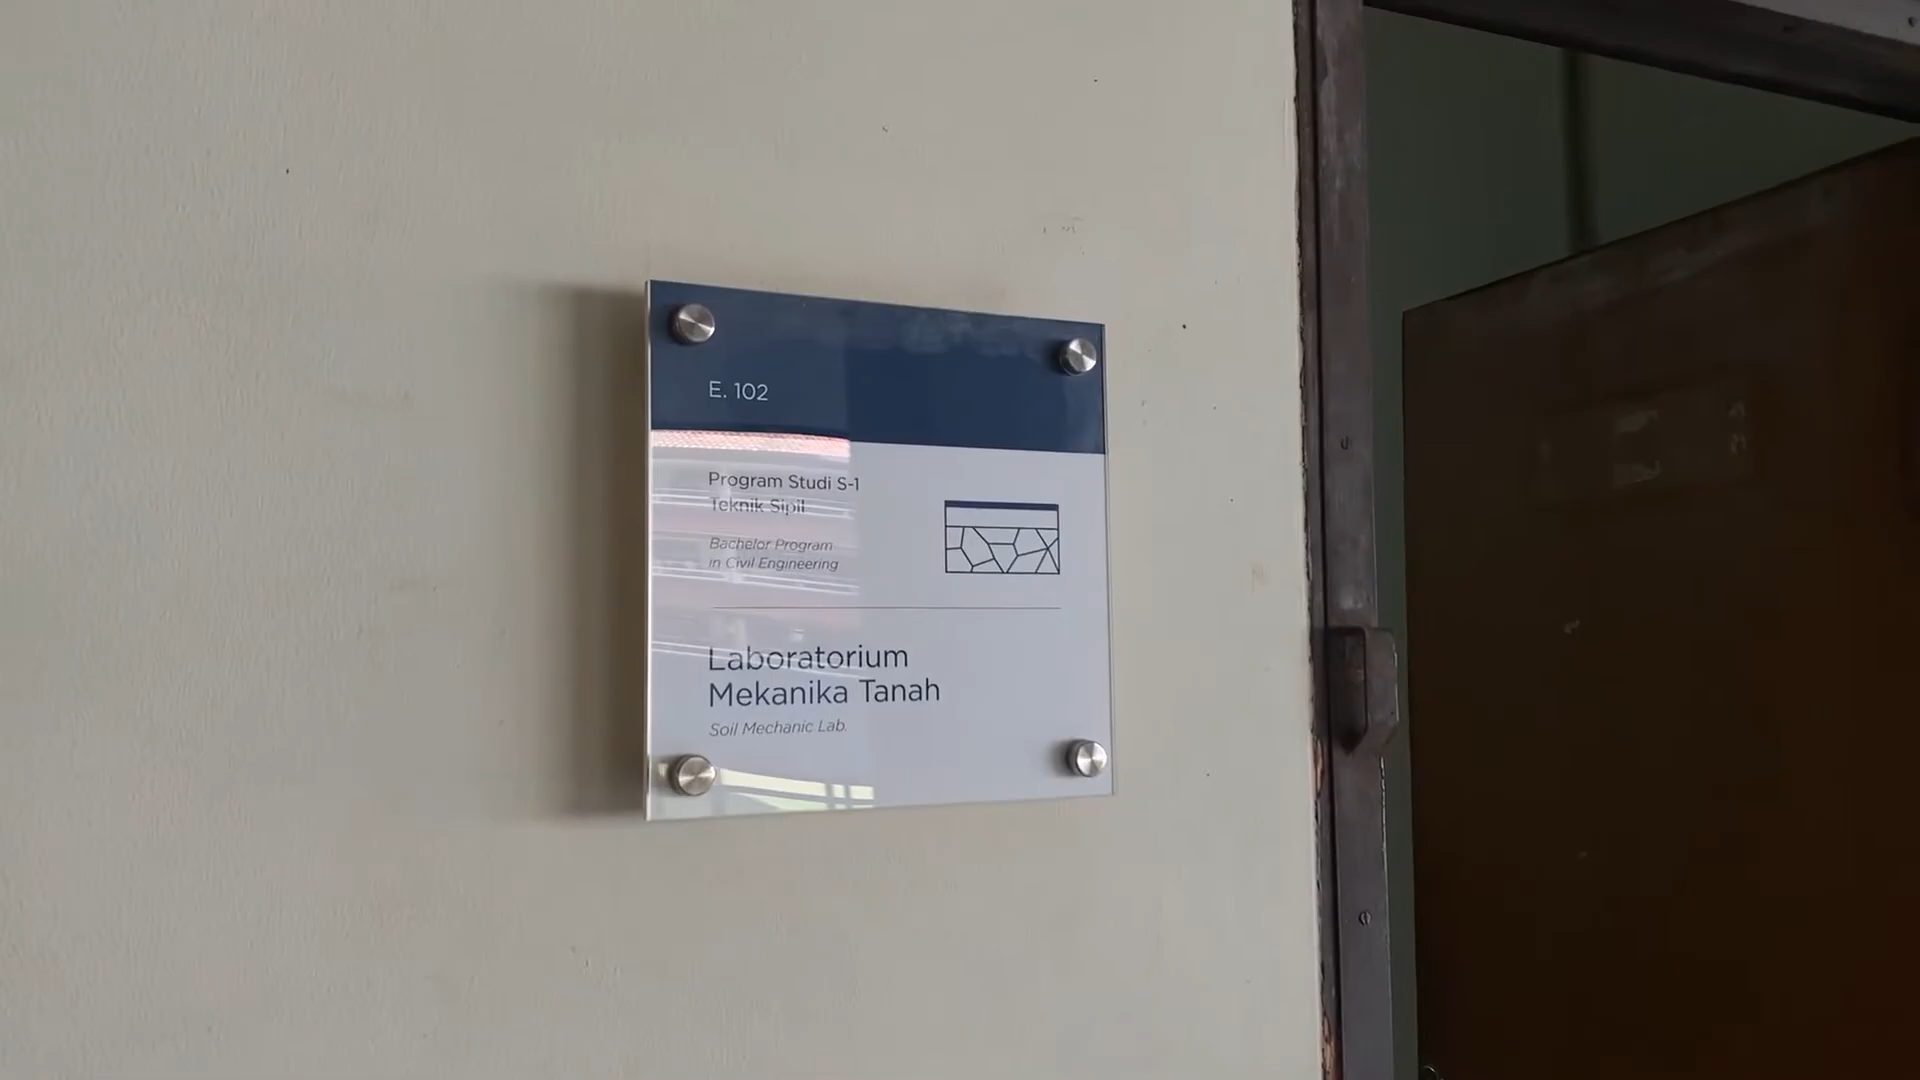 E. 102
Program Studi S-1
Teknik Sipil
Bachelor Program
in Civil Engineering
Laboratorium
Mekanika Tanah
Soil Mechanic Lab.